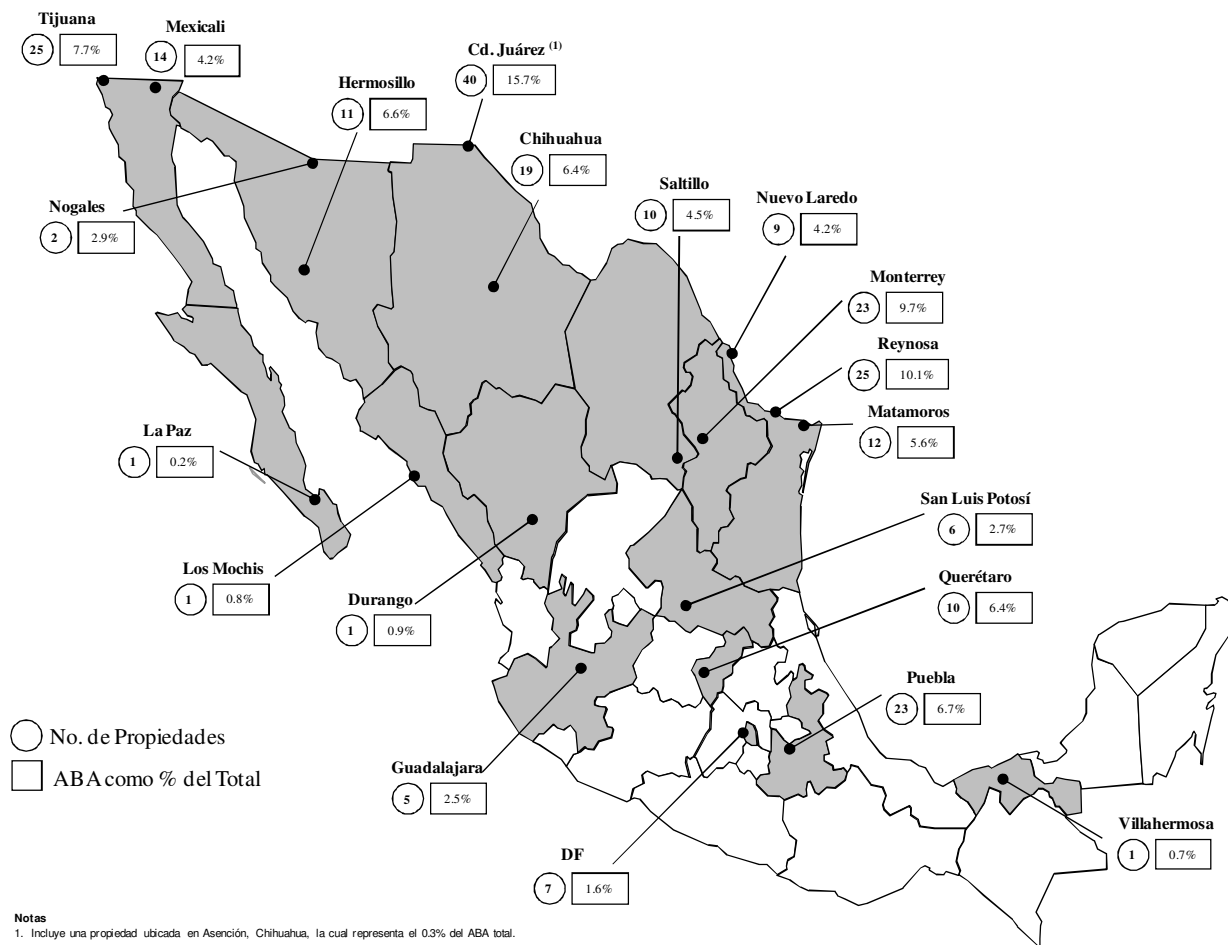 Tijuana
25 7.7%
Mexicali
14 4.2%
Hermosillo
11 6.6%
Cd. Juárez (1)
40 15.7%
Chihuahua
19 6.4%
Saltillo
10 4.5%
Nuevo Laredo
9 4.2%
Nogales
2 2.9%
Monterrey
23 9.7%
Reynosa
25 10.1%
Matamoros
12 5.6%
La Paz
1 0.2%
San Luis Potosí
6 2.7%
Los Mochis
1 0.8%
Durango
1 0.9%
Querétaro
10 6.4%
Puebla
23 6.7%
No. de Propiedades
ABA como % del Total
Guadalajara
5 2.5%
Villahermosa
1 0.7%
DF
7 1.6%
Notas
1. Incluye una propiedad ubicada en Asención, Chihuahua, la cual representa el 0.3% del ABA total.